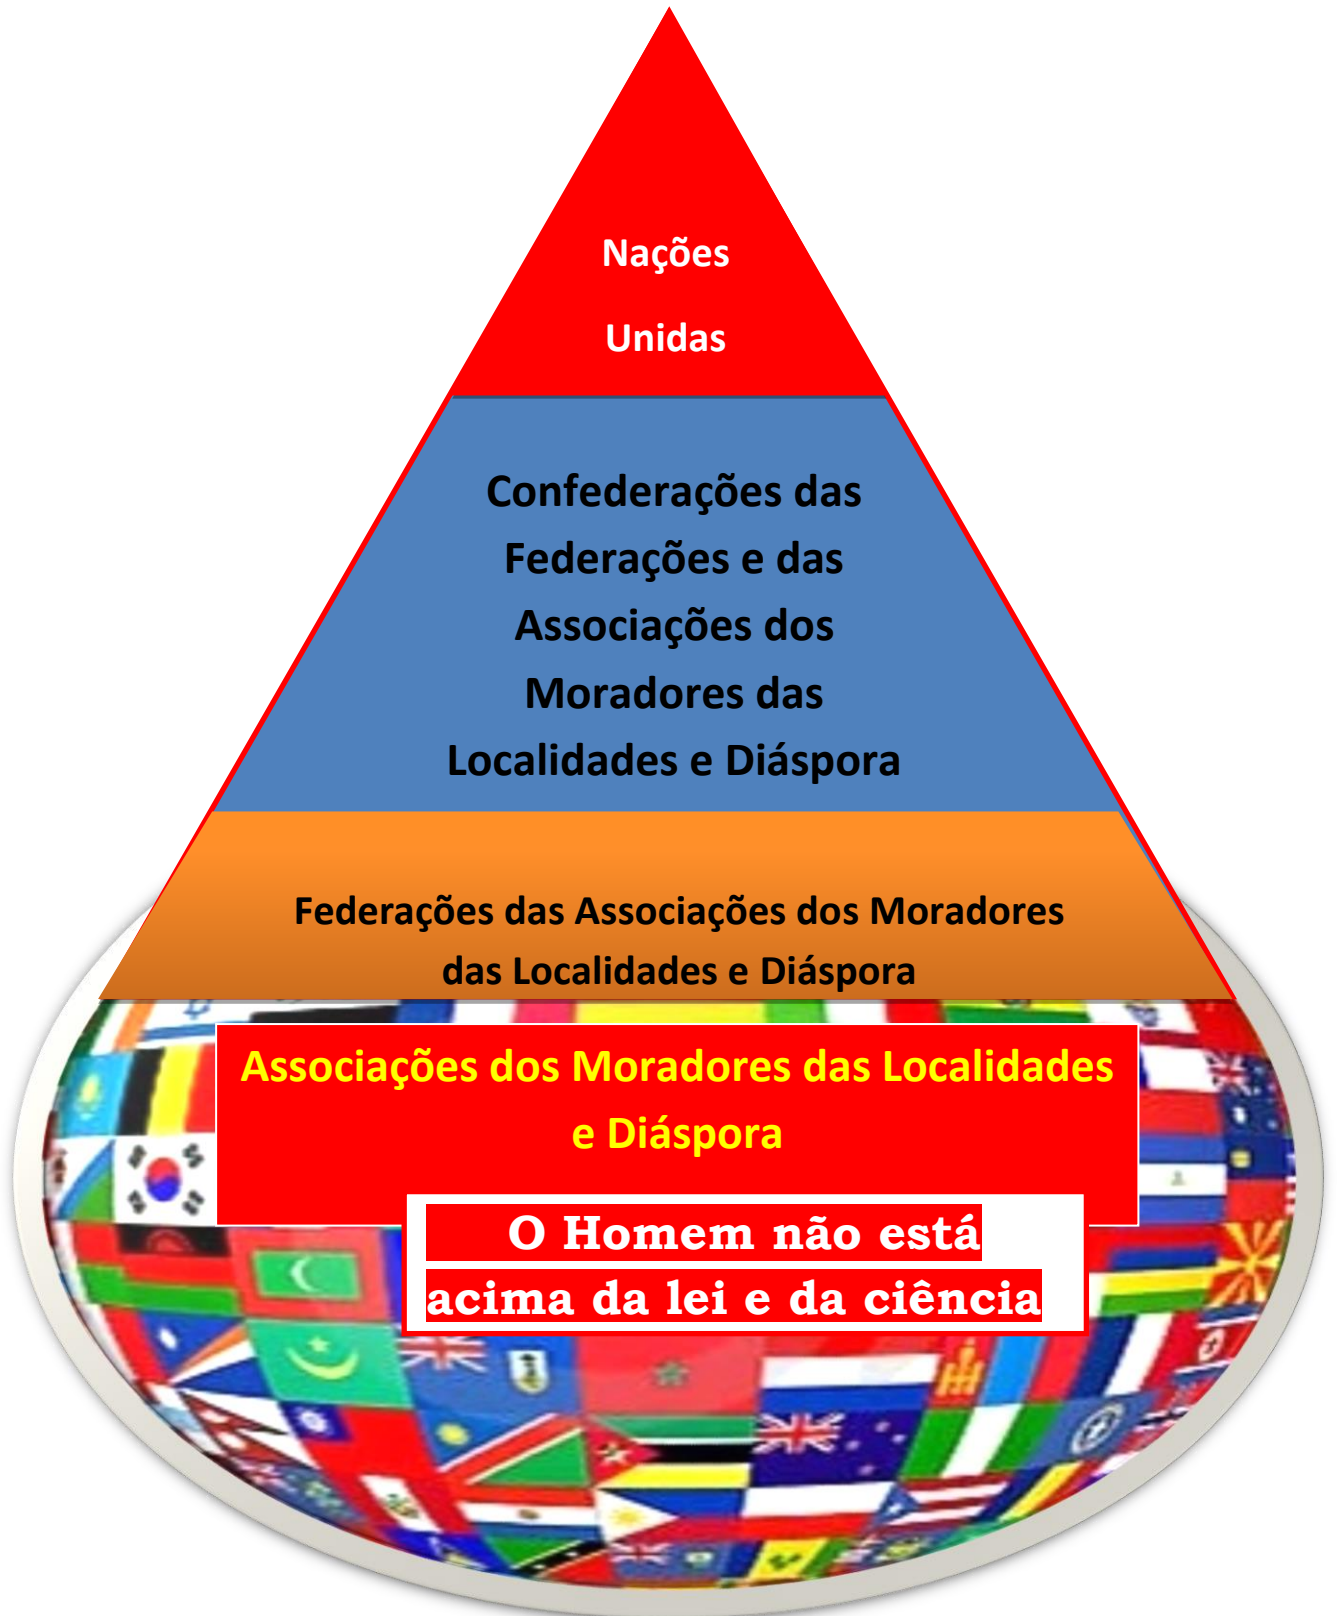 Nações
Unidas
Confederações das
Federações e das
Associações dos
Moradores das
Localidades e Diáspora
Federações das Associações dos Moradores
das Localidades e Diáspora
Associações dos Moradores das Localidades
e Diáspora
O Homem não está
acima da lei e da ciência